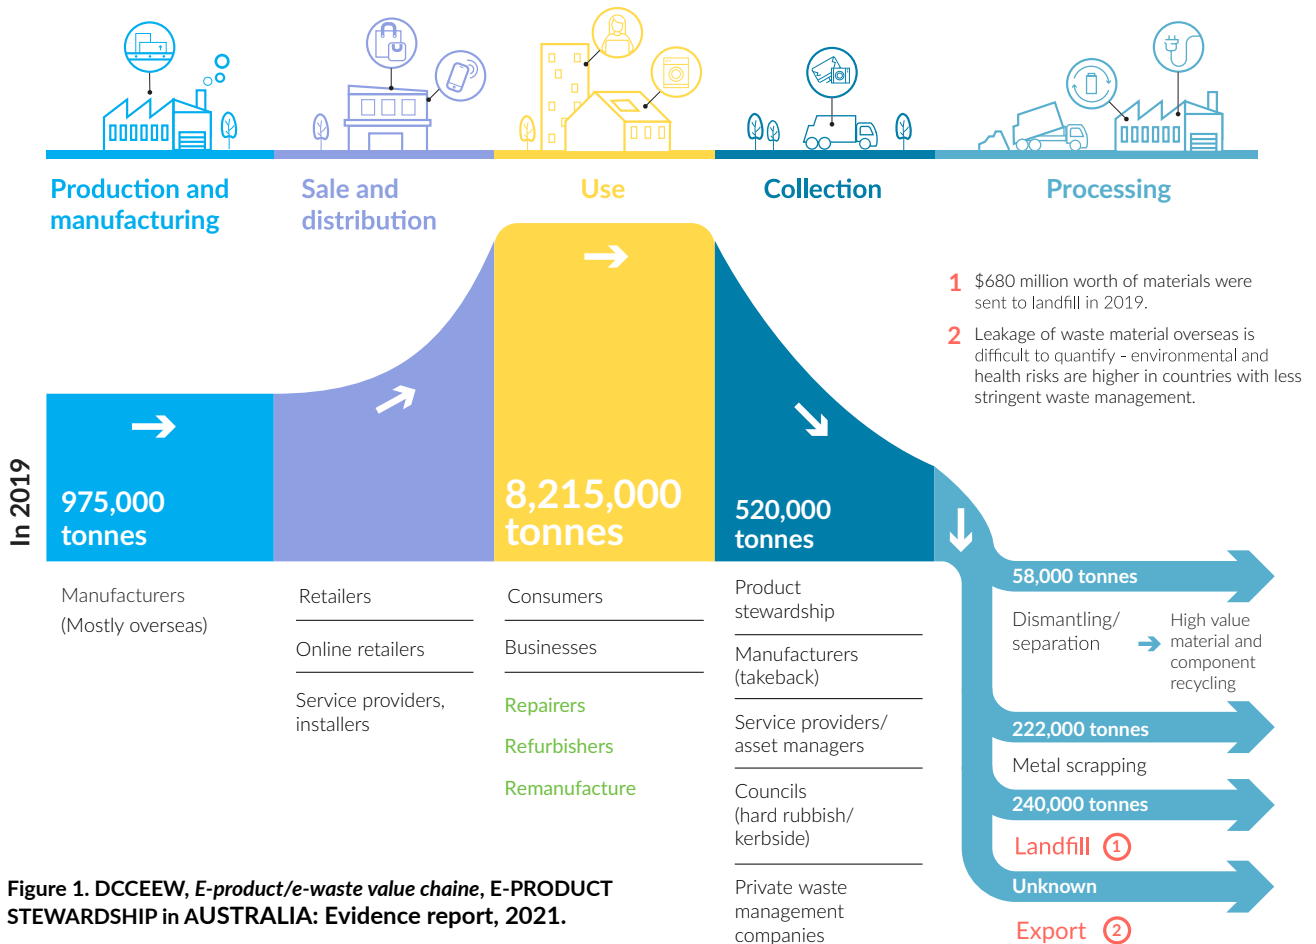 Production and
manufacturing
Sale and
distribution
Use
Collection
Processing
1 $680 million worth of materials were
sent to landfill in 2019.
2 Leakage of waste material overseas is
difficult to quantify - environmental and
health risks are higher in countries with less
stringent waste management.
In 2019
975,000
tonnes
8,215,000
tonnes
520,000
tonnes
Manufacturers
(Mostly overseas)
Retailers
Online retailers
Service providers,
installers
Consumers
Businesses
Repairers
Refurbishers
Remanufacture
Product
stewardship
Manufacturers
(takeback)
Service providers/
asset managers
Councils
(hard rubbish/
kerbside)
Private waste
management
companies
58,000 tonnes
Dismantling/
separation
High value
material and
component
recycling
222,000 tonnes
Metal scrapping
240,000 tonnes
Landfill 1
Unknown
Export 2
Figure 1. DCCEEW, E-product/e-waste value chaine, E-PRODUCT
STEWARDSHIP in AUSTRALIA: Evidence report, 2021.